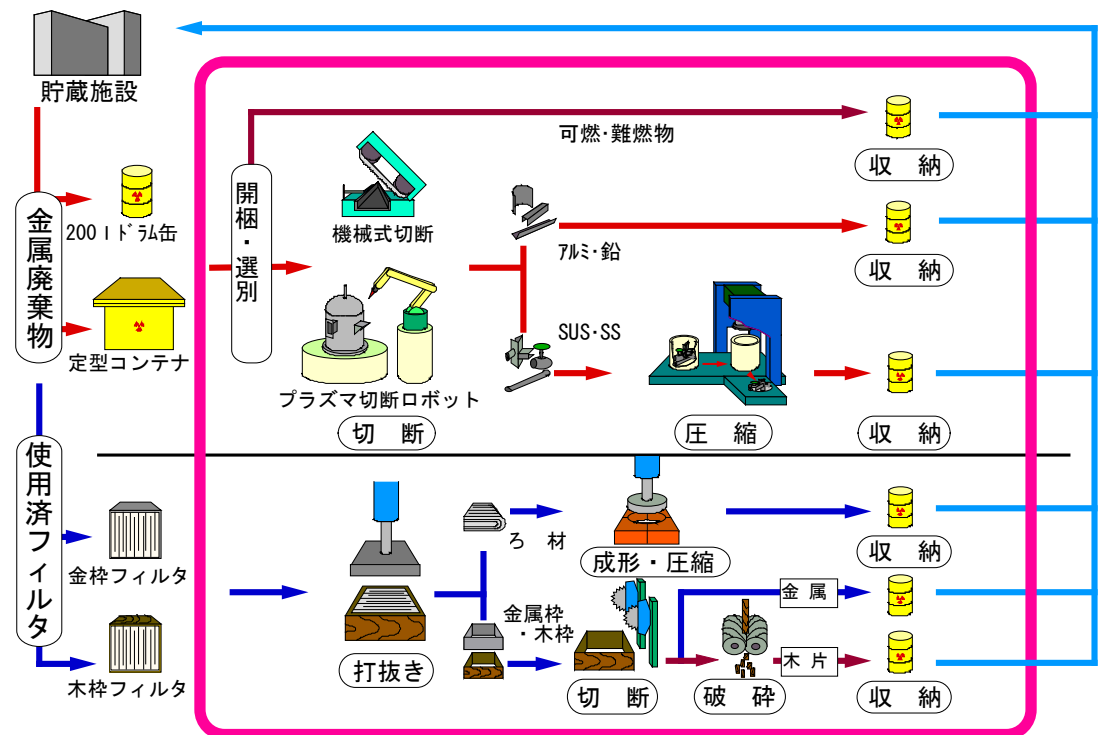 貯蔵施設
金属廃棄物
200ℓドラム缶
定型コンテナ
開梱・選別
可燃・難燃物
収　納
機械式切断
アルミ・鉛
収　納
プラズマ切断ロボット
切　断
SUS・SS
圧　縮
収　納
使用済フィルタ
金枠フィルタ
木枠フィルタ
打抜き
ろ　材
成形・圧縮
収　納
金属枠
・木枠
切　断
破　砕
金　属
木　片
収　納